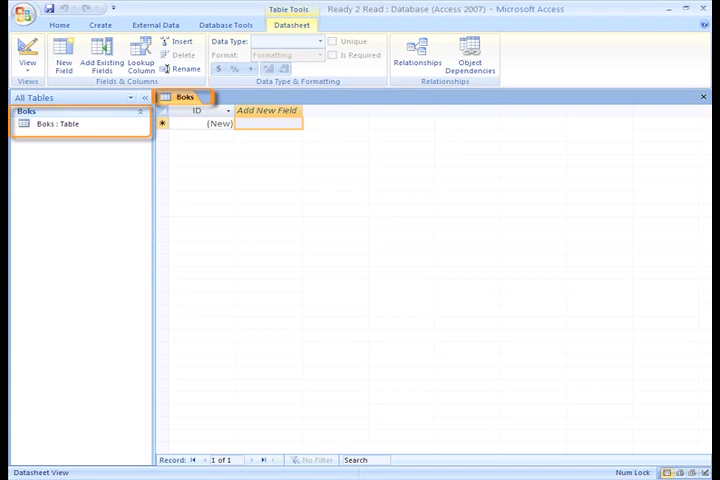 Table Tools
Ready 2 Read : Database (Access 2007) - Microsoft Access
Home
Create
External Data
Database Tools
Datasheet
View
New Field
Add Existing Fields
Lookup Column
Insert
Delete
Rename
Data Type:
Format:
Formatting
$
%
Unique
Is Required
Relationships
Object Dependencies
Views
Fields & Columns
Data Type & Formatting
Relationships
All Tables
Boks
Boks : Table
Boks
ID
Add New Field
(New)
Record:
1 of 1
No Filter
Search
Datasheet View
Num Lock